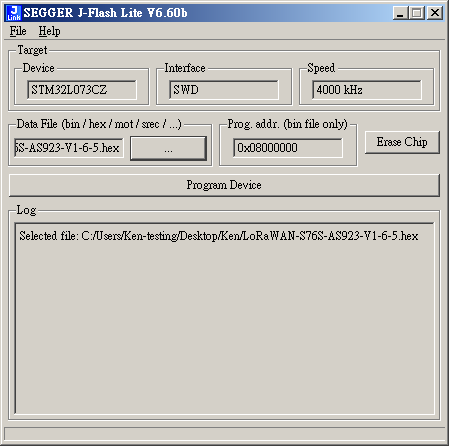 SEGGER J-Flash Lite V6.60b
File Help
Target
Device
Interface
Speed
STM32L073CZ
SWD
4000 kHz
Data File (bin / hex / mot / srec / ...)
Prog. addr. (bin file only)
S-AS923-V1-6-5.hex
...
0x08000000
Erase Chip
Program Device
Log
Selected file: C:/Users/Ken-testing/Desktop/Ken/LoRaWAN-S76S-AS923-V1-6-5.hex